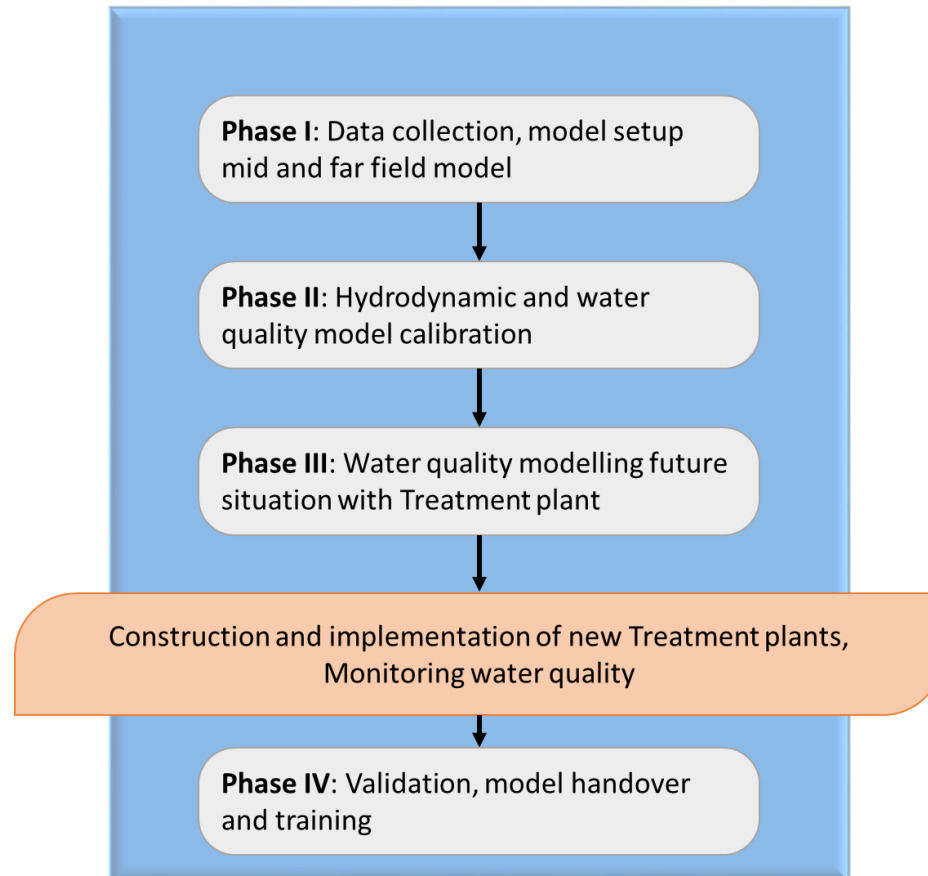 Phase I: Data collection, model setup
mid and far field model
Phase II: Hydrodynamic and water
quality model calibration
Phase III: Water quality modelling future
situation with Treatment plant
Construction and implementation of new Treatment plants,
Monitoring water quality
Phase IV: Validation, model handover
and training